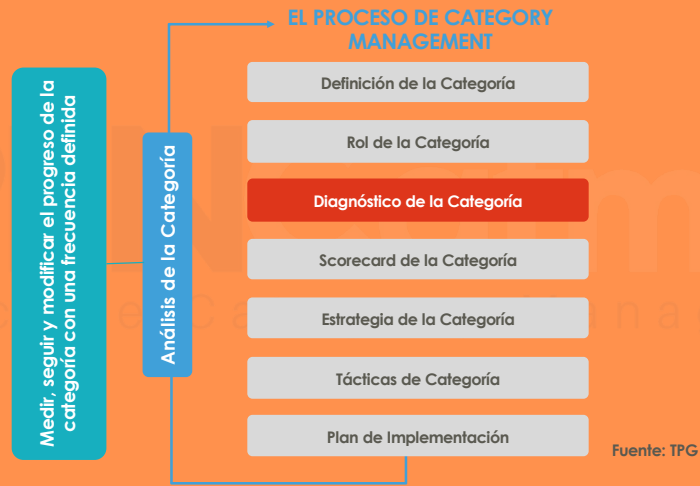 EL PROCESO DE CATEGORY
MANAGEMENT
Medir, seguir y modificar el progreso de la
categoría con una frecuencia definida
Análisis de la Categoría
Definición de la Categoría
Rol de la Categoría
Diagnóstico de la Categoría
Scorecard de la Categoría
Estrategia de la Categoría
Tácticas de Categoría
Plan de Implementación
Fuente: TPG